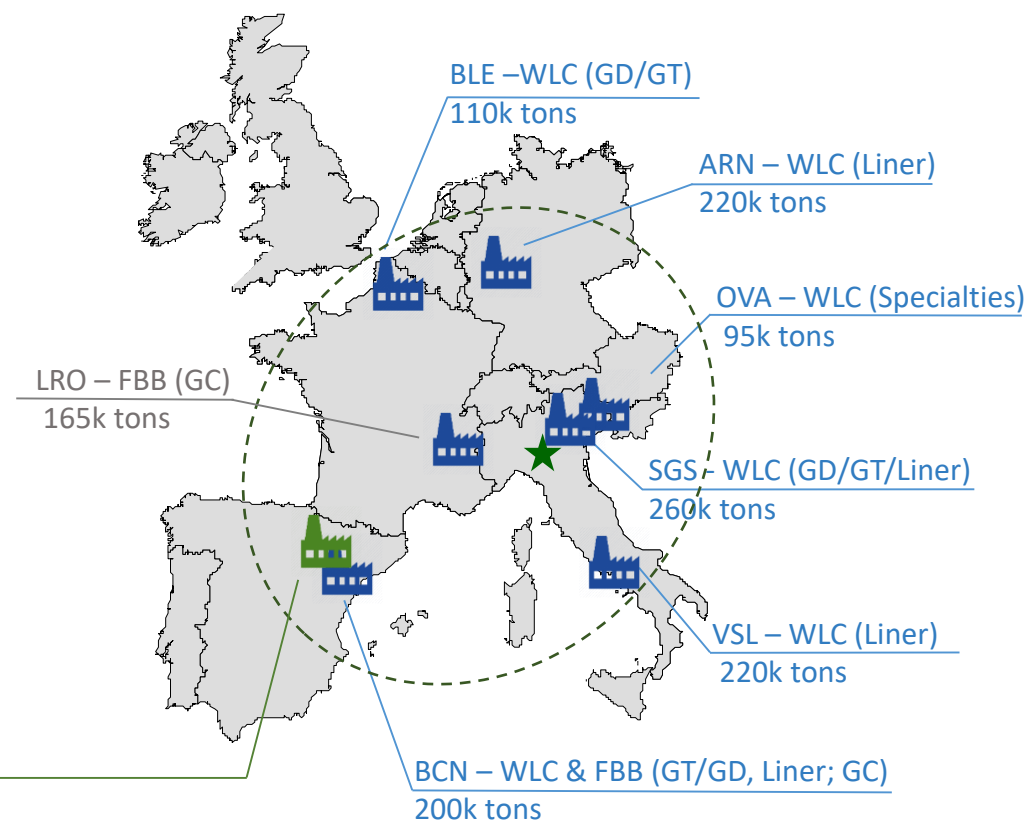 BLE –WLC (GD/GT)
110k tons
ARN – WLC (Liner)
220k tons
OVA – WLC (Specialties)
95k tons
LRO – FBB (GC)
165k tons
SGS - WLC (GD/GT/Liner)
260k tons
VSL – WLC (Liner)
220k tons
BCN – WLC & FBB (GT/GD, Liner; GC)
200k tons